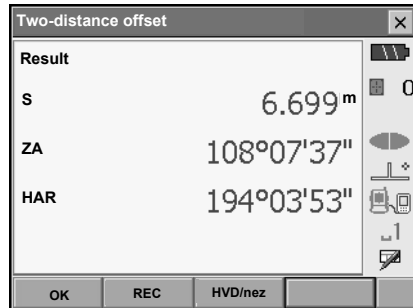 Two-distance offset
Result
S 6.699 m
0
ZA 108°07'37"
HAR 194°03'53"
1
OK REC HVD/nez